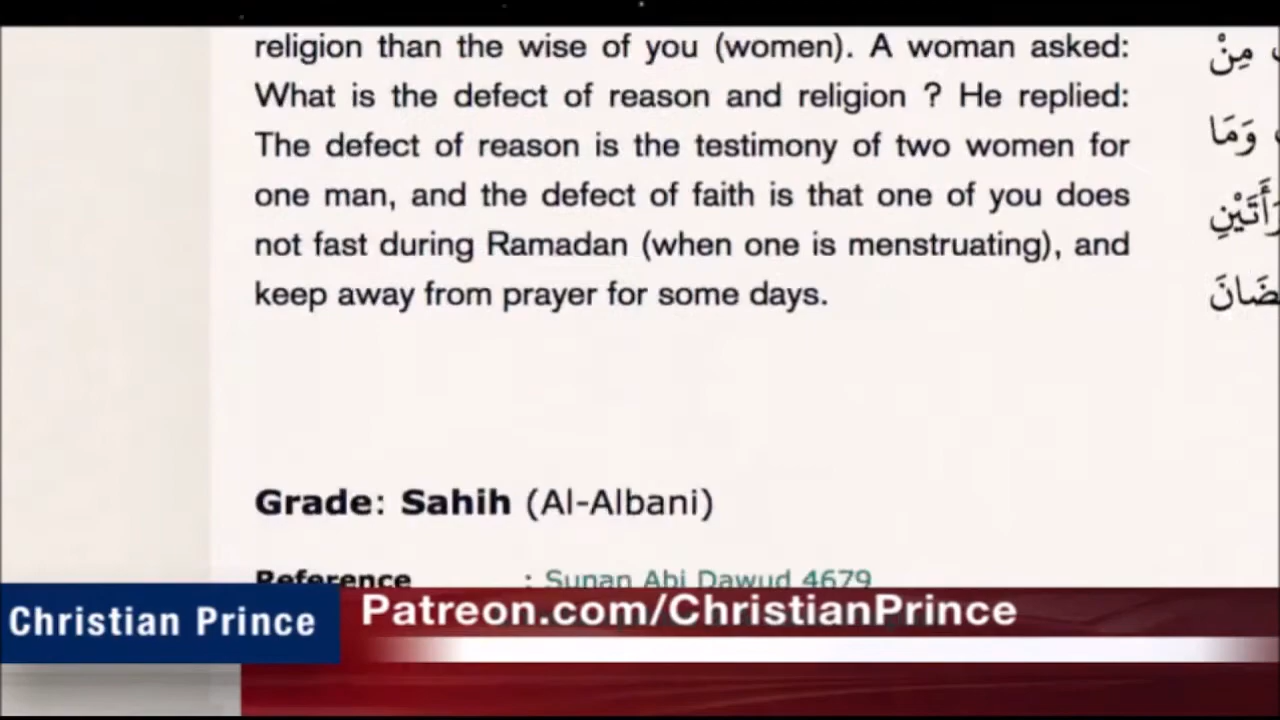 religion than the wise of you (women). A woman asked:
What is the defect of reason and religion ? He replied:
The defect of reason is the testimony of two women for
one man, and the defect of faith is that one of you does
not fast during Ramadan (when one is menstruating), and
keep away from prayer for some days.
مِنْ
وَمَا
Grade: Sahih (Al-Albani)
Reference : Sunan Abi Dawud 4679
Christian Prince
Patreon.com/ChristianPrince